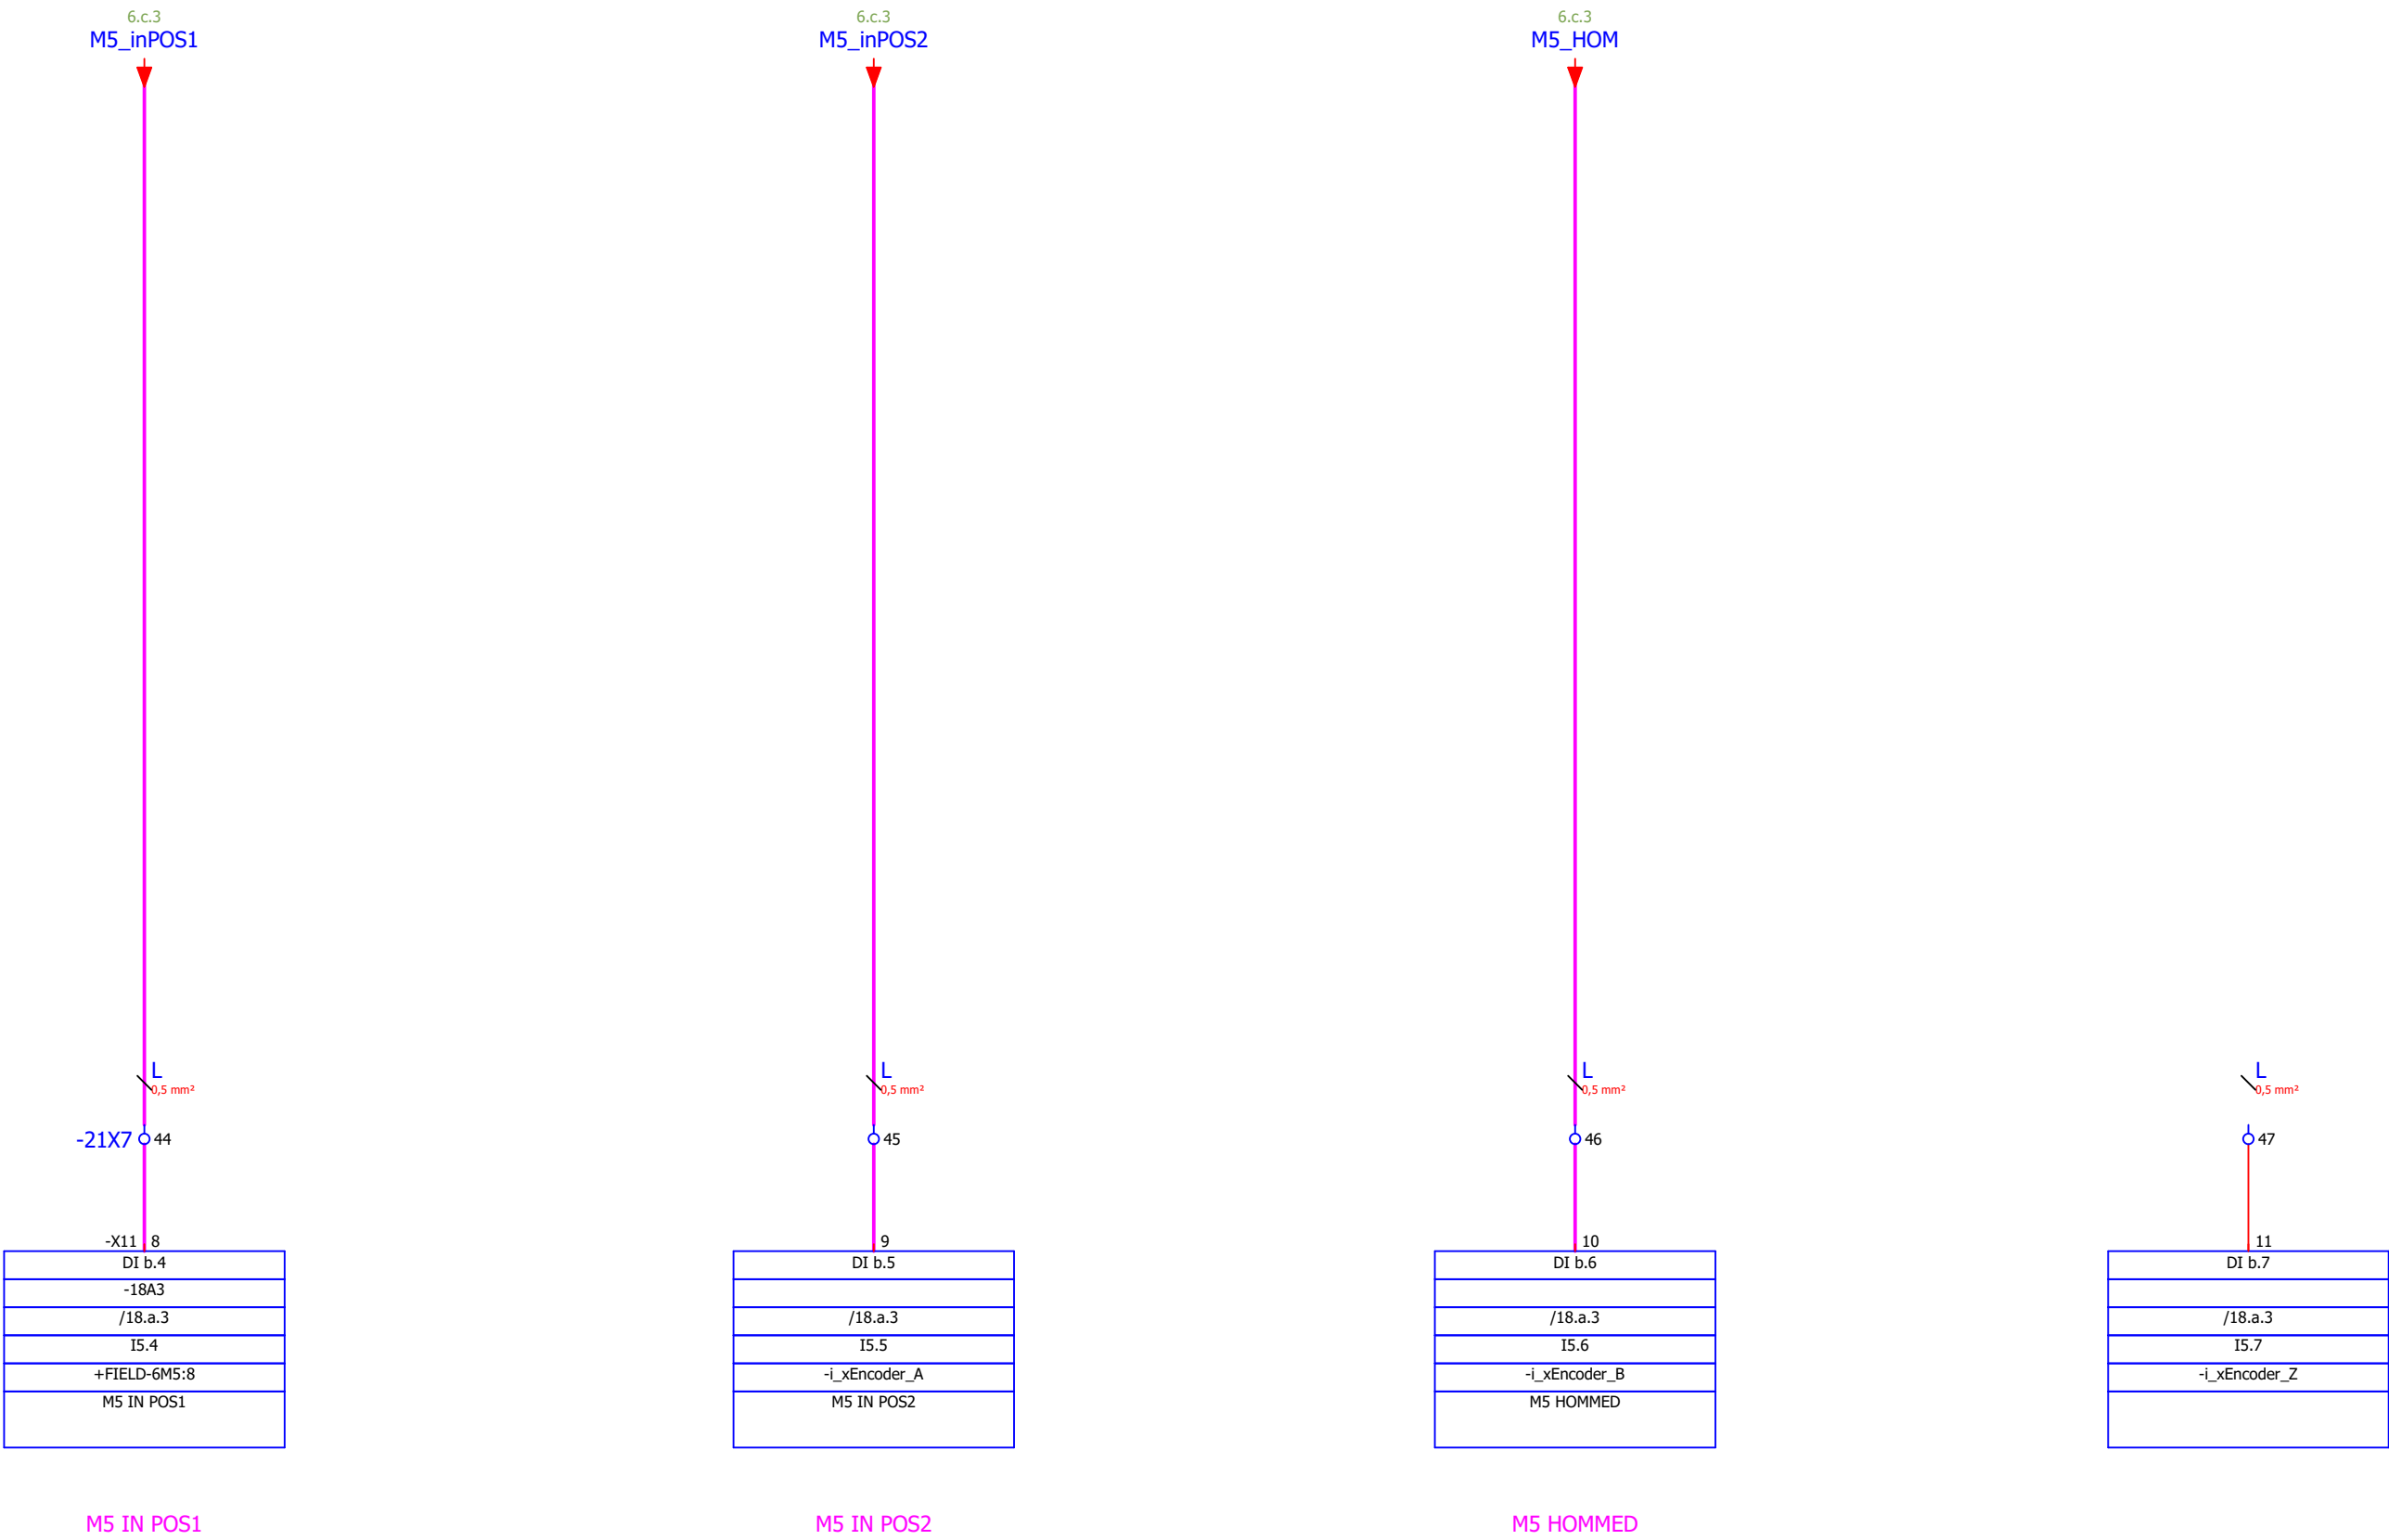 6.c.3 6.c.3 6.c.3
M5_inPOS1 M5_inPOS2 M5_HOM
L L L L
0,5 mm² 0,5 mm² 0,5 mm² 0,5 mm²
-21X7 44 45 46 47
-X11 8 9 10 11
DI b.4 DI b.5 DI b.6 DI b.7
-18A3
/18.a.3 /18.a.3 /18.a.3 /18.a.3
I5.4 I5.5 I5.6 I5.7
+FIELD-6M5:8 -i_xEncoder_A -i_xEncoder_B -i_xEncoder_Z
M5 IN POS1 M5 IN POS2 M5 HOMMED
M5 IN POS1 M5 IN POS2 M5 HOMMED